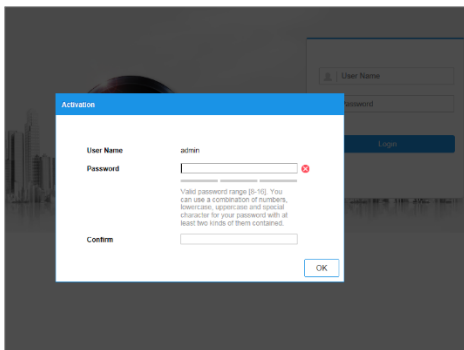 User Name
Password
Login
Activation
User Name admin
Password
Valid password range [8-16]. You
can use a combination of numbers,
lowercase, uppercase and special
character for your password with at
least two kinds of them contained.
Confirm
OK